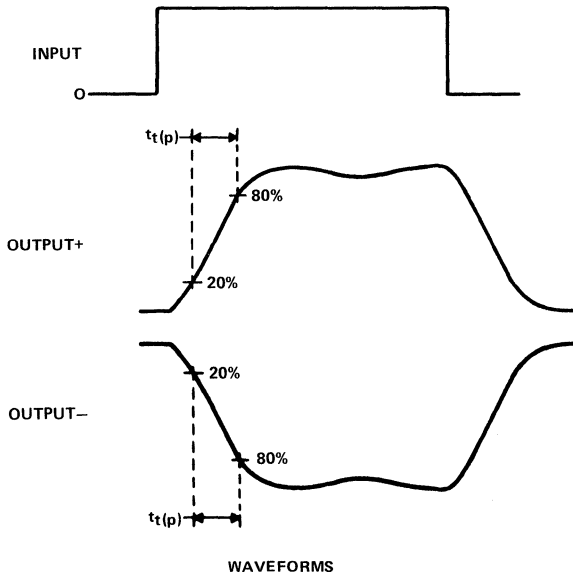 INPUT
O
tt(p)
80%
OUTPUT+
20%
20%
OUTPUT−
80%
tt(p)
WAVEFORMS